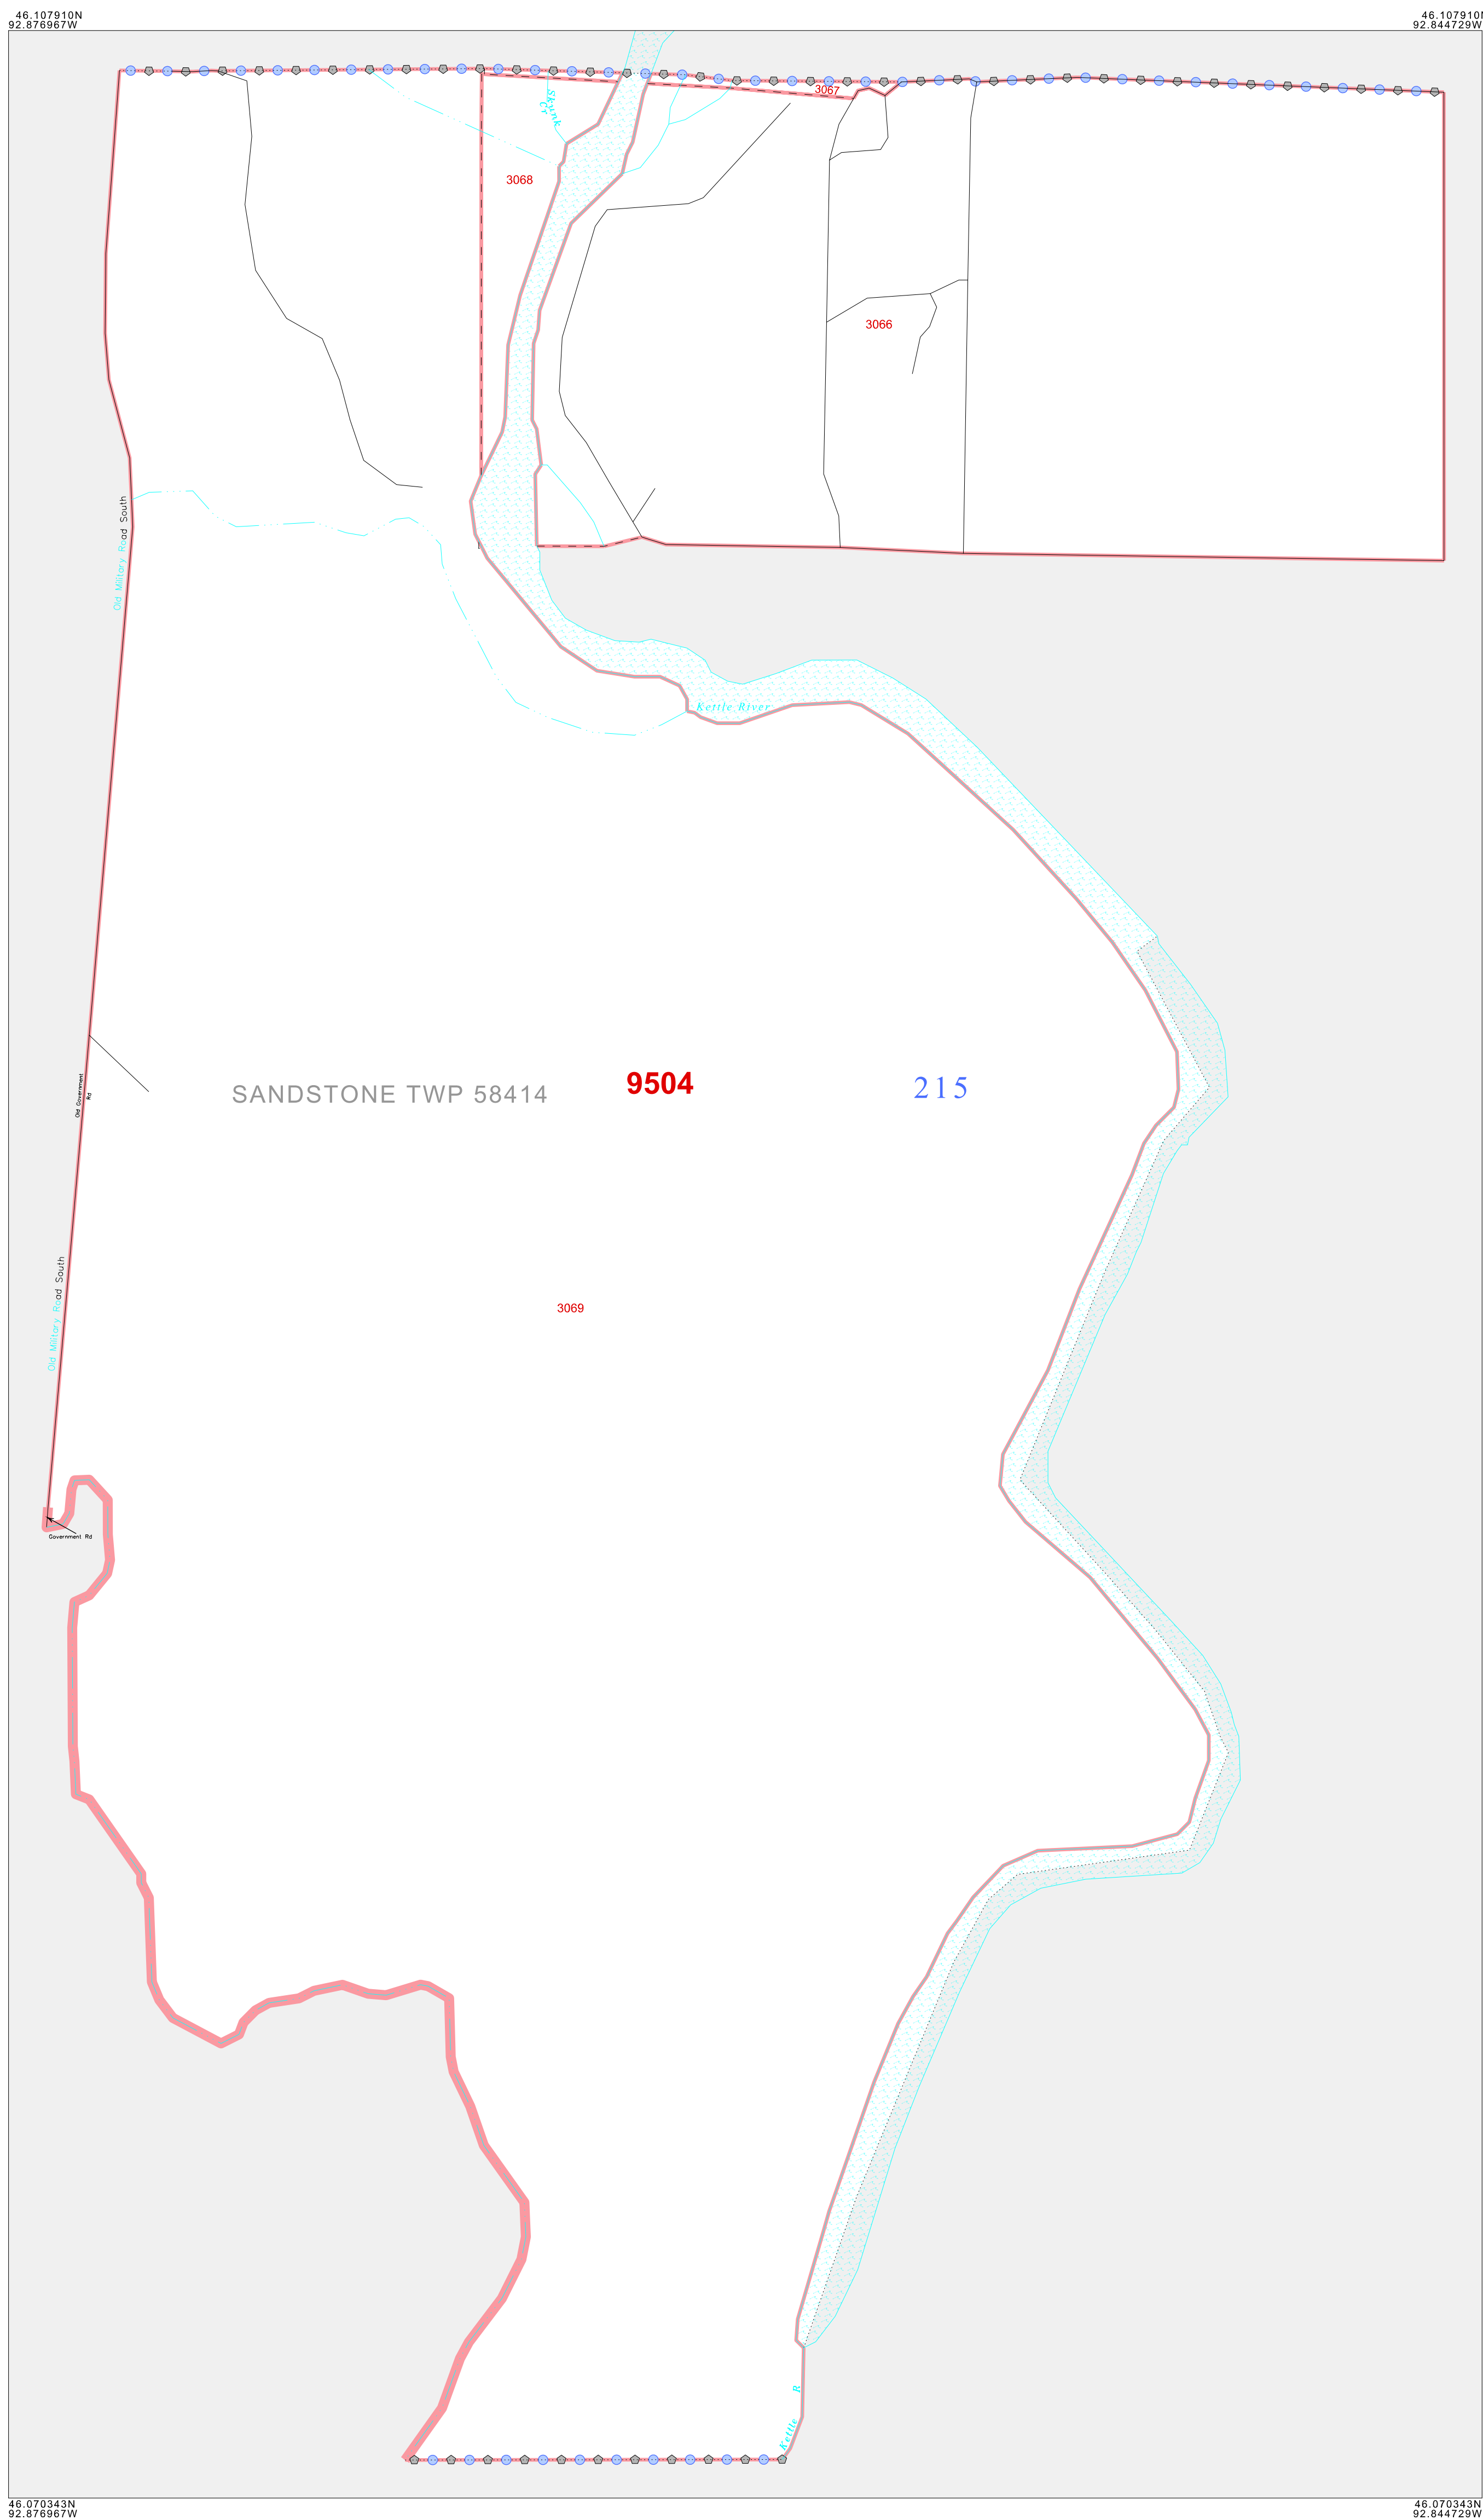 46.107910N
92.876967W
46.107910N
92.844729W
3067
Skunk
Cr
3068
3066
Old Military Road South
Kettle River
SANDSTONE TWP 58414
9504
215
Old Government
Rd
Old Military Road South
3069
Government Rd
Kettle R
46.070343N
92.876967W
46.070343N
92.844729W